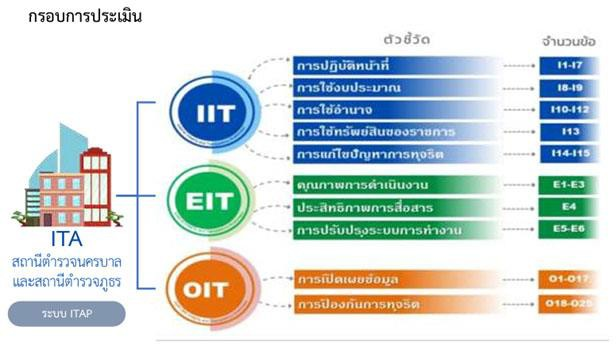 กรอบการประเมิน
ตัวชี้วัด
จำนวนข้อ
IIT
การปฏิบัติหน้าที่
I1-I7
การใช้งบประมาณ
I8-I9
การใช้อำนาจ
I10-I12
การใช้ทรัพย์สินของราชการ
I13
การแก้ไขปัญหาการทุจริต
I14-I15
EIT
คุณภาพการดำเนินงาน
E1-E3
ประสิทธิภาพการสื่อสาร
E4
การปรับปรุงระบบการทำงาน
E5-E6
OIT
การเปิดเผยข้อมูล
O1-O17
การป้องกันการทุจริต
O18-O25
ITA
สถานีตำรวจนครบาล
และสถานีตำรวจภูธร
ระบบ ITAP